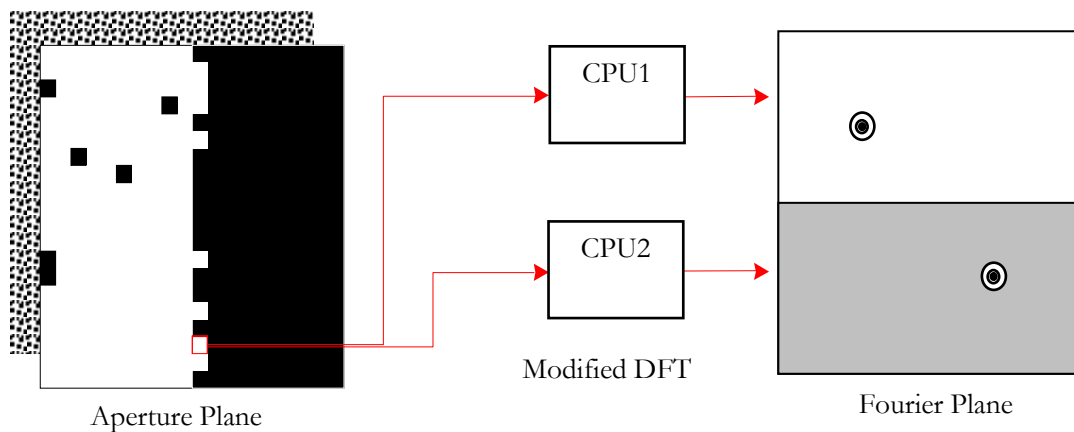 CPU1
CPU2
Modified DFT
Aperture Plane
Fourier Plane